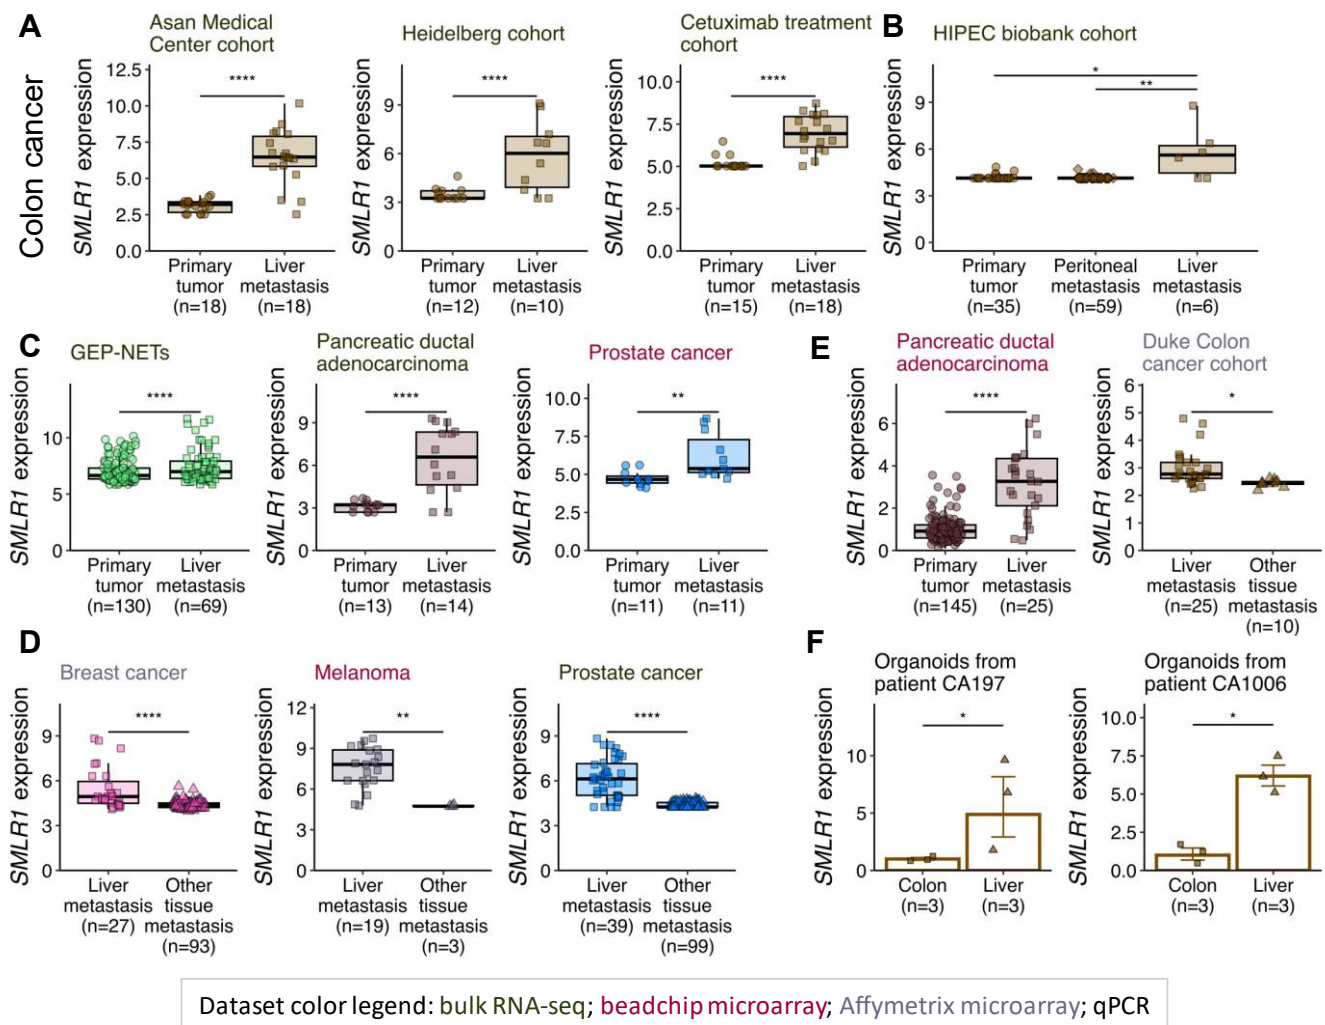 A
Asan Medical
Center cohort
Heidelberg cohort
Cetuximab treatment
cohort
B
HIPEC biobank cohort
Colon cancer
SMLR1 expression
12.5
10.0
7.5
5.0
2.5
0.0
****
Primary
tumor
(n=18)
Liver
metastasis
(n=18)
SMLR1 expression
9
6
3
0
****
Primary
tumor
(n=12)
Liver
metastasis
(n=10)
SMLR1 expression
10.0
7.5
5.0
2.5
0.0
****
Primary
tumor
(n=15)
Liver
metastasis
(n=18)
SMLR1 expression
9
6
3
0
*
**
Primary
tumor
(n=35)
Peritoneal
metastasis
(n=59)
Liver
metastasis
(n=6)
C
GEP-NETs
SMLR1 expression
10
5
0
****
Primary
tumor
(n=130)
Liver
metastasis
(n=69)
Pancreatic ductal
adenocarcinoma
SMLR1 expression
9
6
3
0
****
Primary
tumor
(n=13)
Liver
metastasis
(n=14)
Prostate cancer
SMLR1 expression
10.0
7.5
5.0
2.5
0.0
**
Primary
tumor
(n=11)
Liver
metastasis
(n=11)
E
Pancreatic ductal
adenocarcinoma
SMLR1 expression
6
4
2
0
****
Primary
tumor
(n=145)
Liver
metastasis
(n=25)
Duke Colon
cancer cohort
SMLR1 expression
6
5
4
3
2
1
0
*
Liver
metastasis
(n=25)
Other
tissue
metastasis
(n=10)
D
Breast cancer
SMLR1 expression
9
6
3
0
****
Liver
metastasis
(n=27)
Other
tissue
metastasis
(n=93)
Melanoma
SMLR1 expression
12
9
6
3
0
**
Liver
metastasis
(n=19)
Other
tissue
metastasis
(n=3)
Prostate cancer
SMLR1 expression
9
6
3
0
****
Liver
metastasis
(n=39)
Other
tissue
metastasis
(n=99)
F
Organoids from
patient CA197
SMLR1 expression
10
5
0
*
Colon
(n=3)
Liver
(n=3)
Organoids from
patient CA1006
SMLR1 expression
10.0
7.5
5.0
2.5
0.0
*
Colon
(n=3)
Liver
(n=3)
Dataset color legend: bulk RNA-seq; beadchip microarray; Affymetrix microarray; qPCR